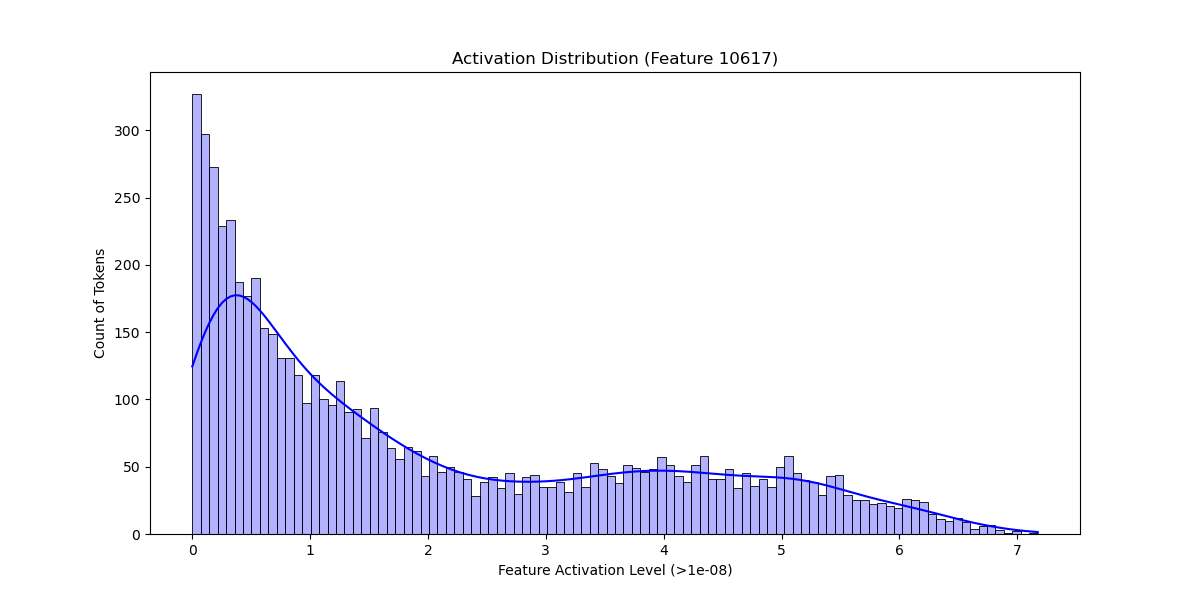 Activation Distribution (Feature 10617)
300
250
200
150
100
50
0
Count of Tokens
0 1 2 3 4 5 6 7
Feature Activation Level (>1e-08)